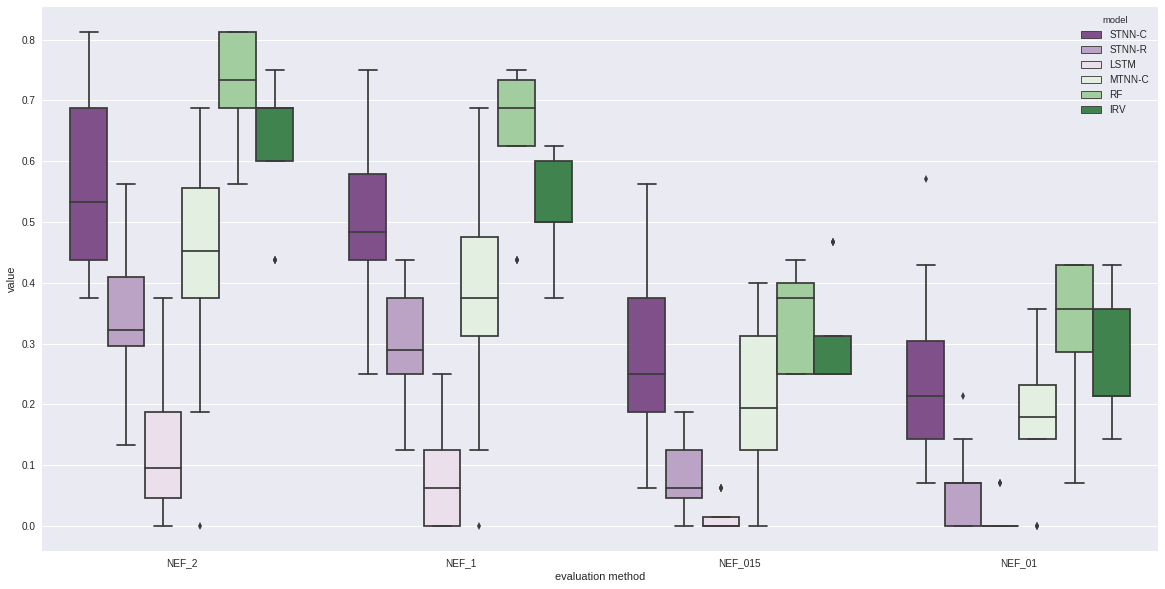 model
STNN-C
STNN-R
LSTM
MTNN-C
RF
IRV
value
0.8
0.7
0.6
0.5
0.4
0.3
0.2
0.1
0.0
NEF_2 NEF_1 NEF_015 NEF_01
evaluation method